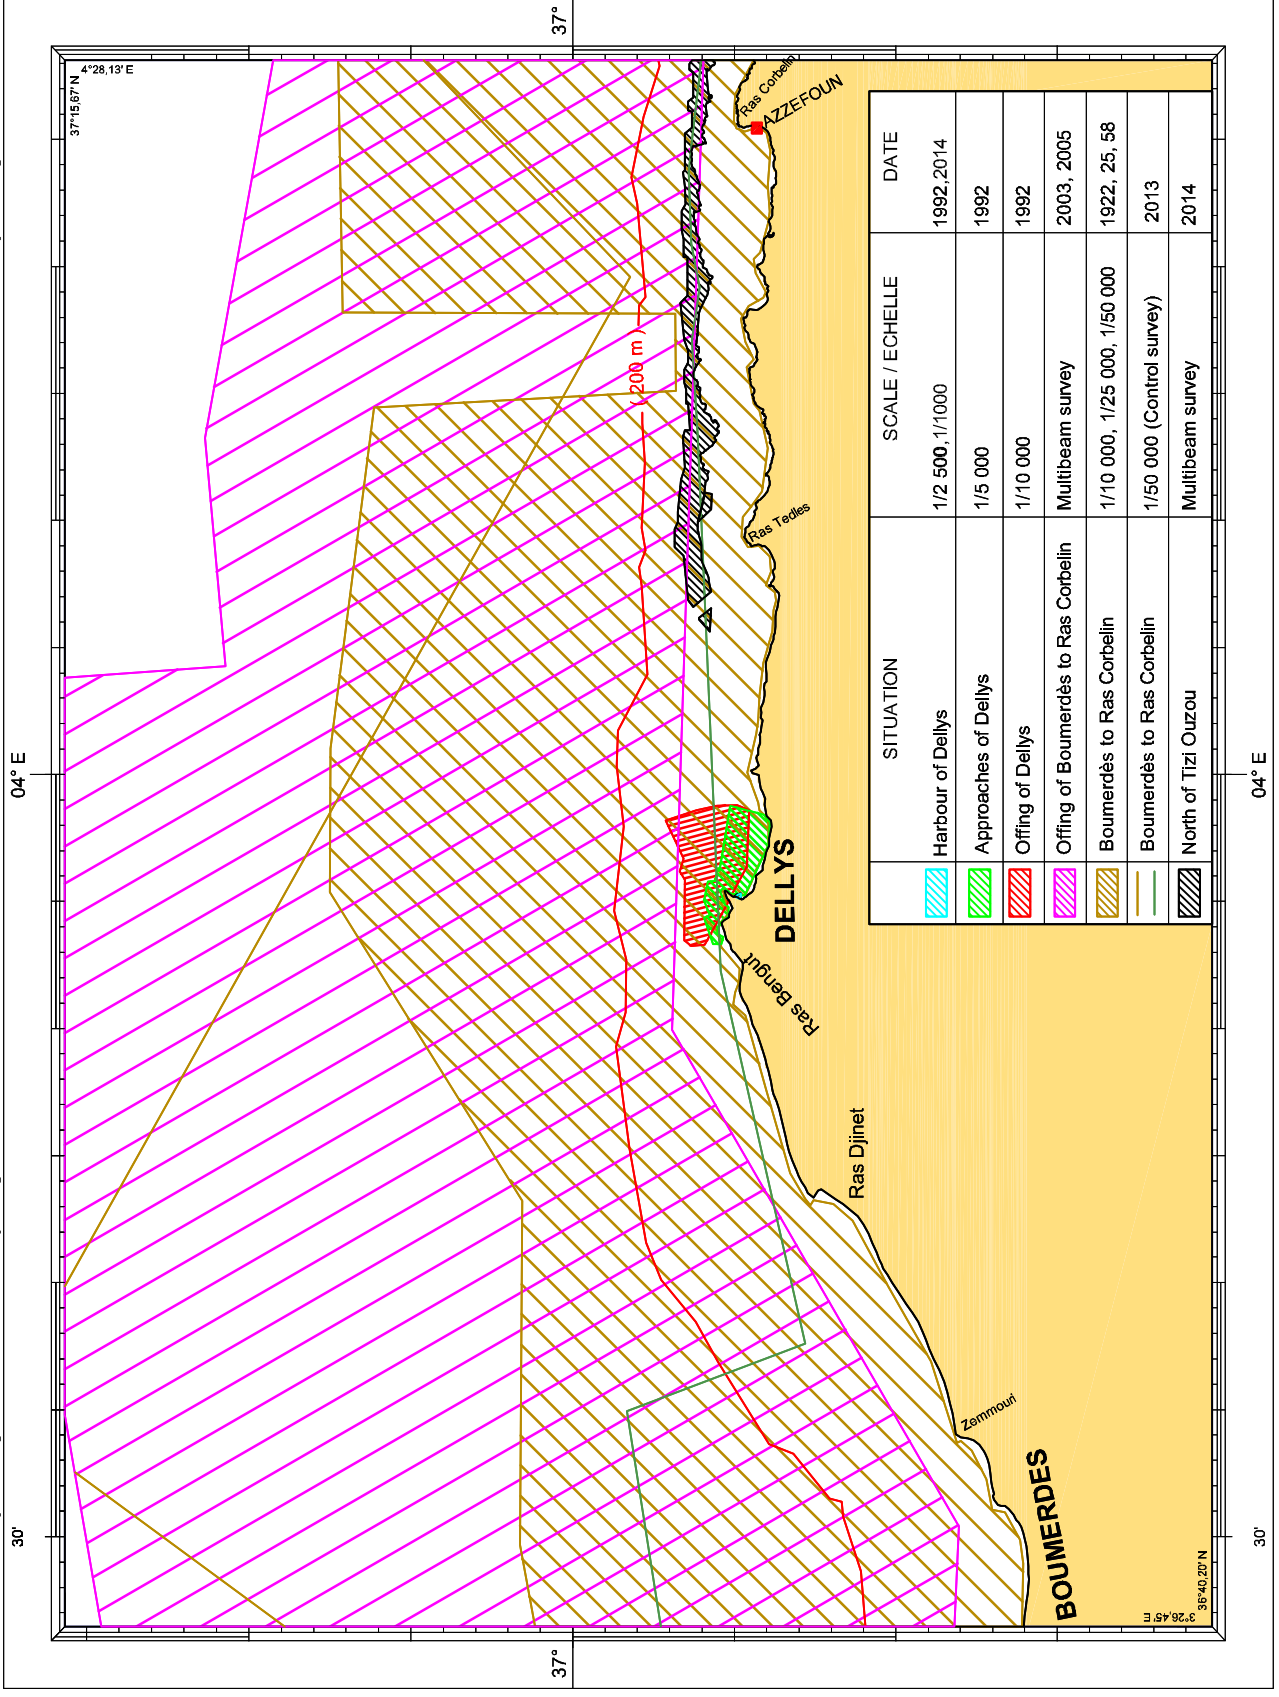 30'
04° E
37°15,67' N
4°28,13' E
37°
37°
( 200 m )
Ras Corbelin
AZZEFOUN
Ras Tedles
DELLYS
Ras Bengut
Ras Djinet
Zemmouri
BOUMERDES
3°26,45' E
36°40,20' N
30'
04° E
SITUATION SCALE / ECHELLE DATE
Harbour of Dellys 1/2 500,1/1000 1992,2014
Approaches of Dellys 1/5 000 1992
Offing of Dellys 1/10 000 1992
Offing of Boumerdès to Ras Corbelin Multibeam survey 2003, 2005
Boumerdès to Ras Corbelin 1/10 000, 1/25 000, 1/50 000 1922, 25, 58
Boumerdès to Ras Corbelin 1/50 000 (Control survey) 2013
North of Tizi Ouzou Multibeam survey 2014